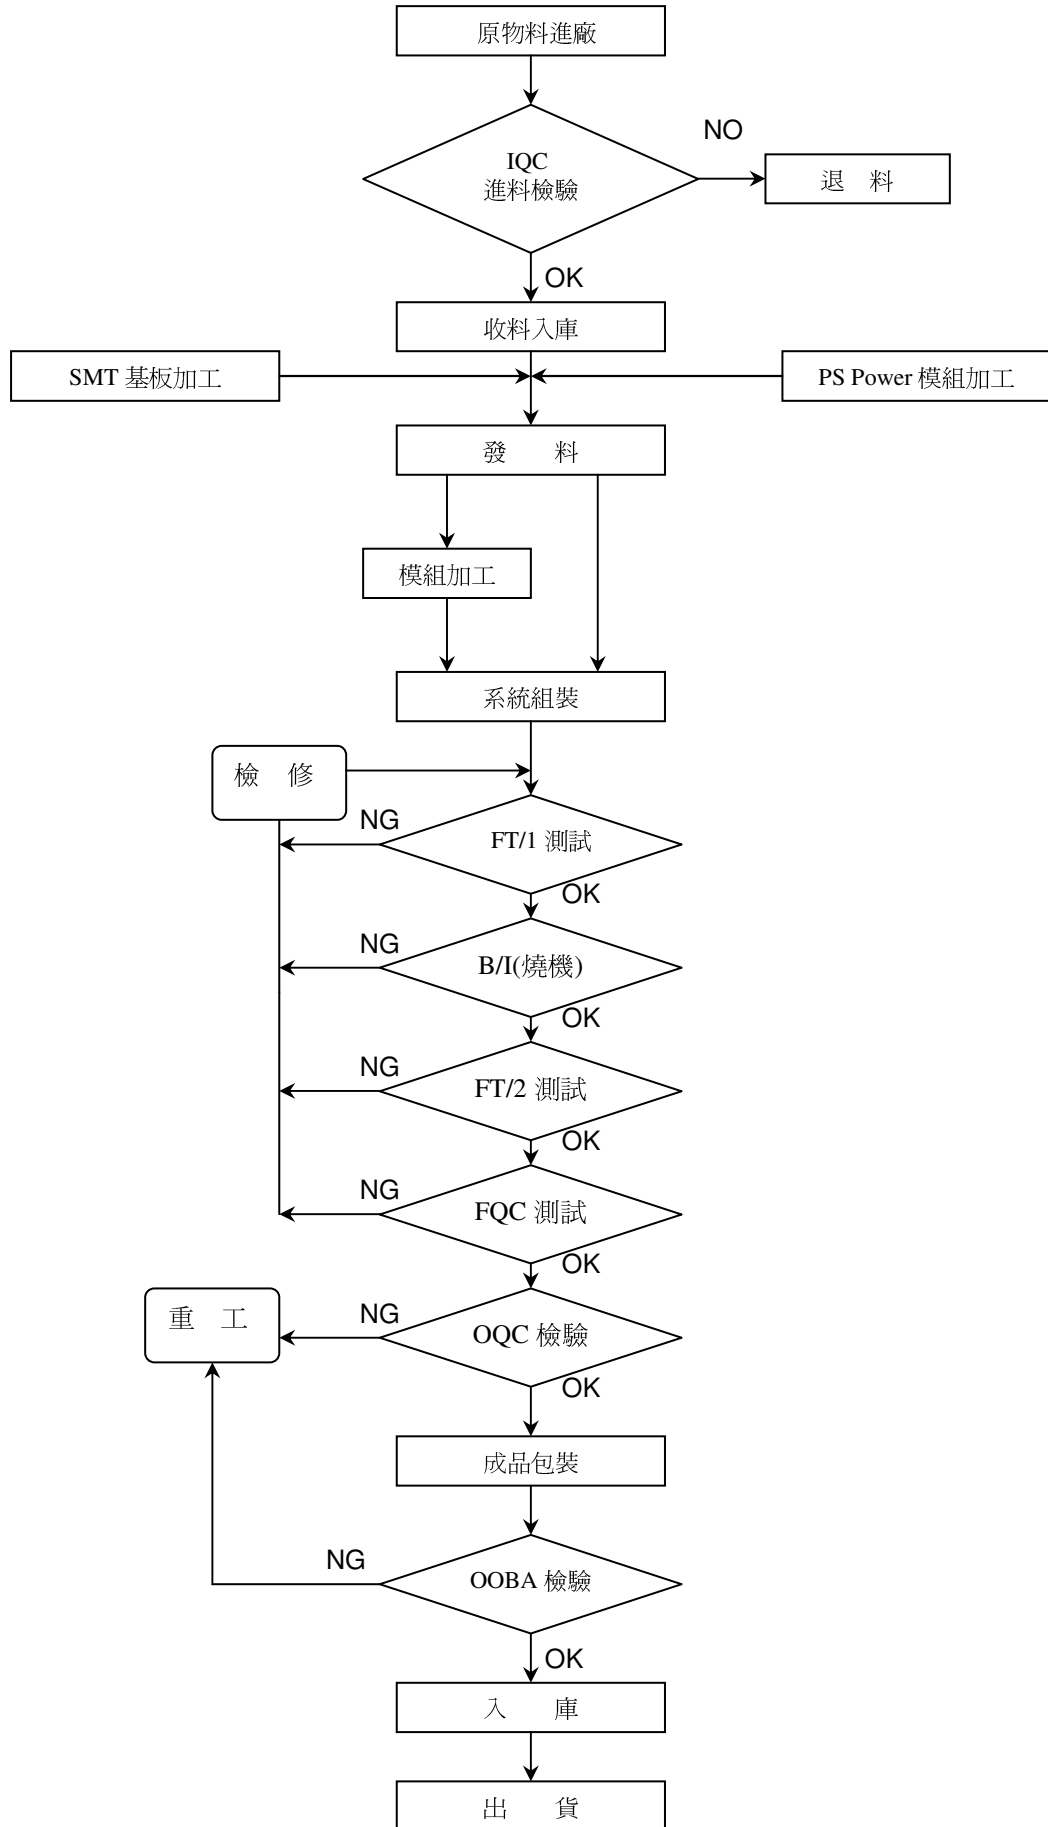 原物料進廠
NO
IQC
進料檢驗
退 料
OK
收料入庫
SMT 基板加工
PS Power 模組加工
發 料
模組加工
系統組裝
檢 修
NG
FT/1 測試
OK
NG
B/I(燒機)
OK
NG
FT/2 測試
OK
NG
FQC 測試
OK
重 工
NG
OQC 檢驗
OK
成品包裝
NG
OOBA 檢驗
OK
入 庫
出 貨